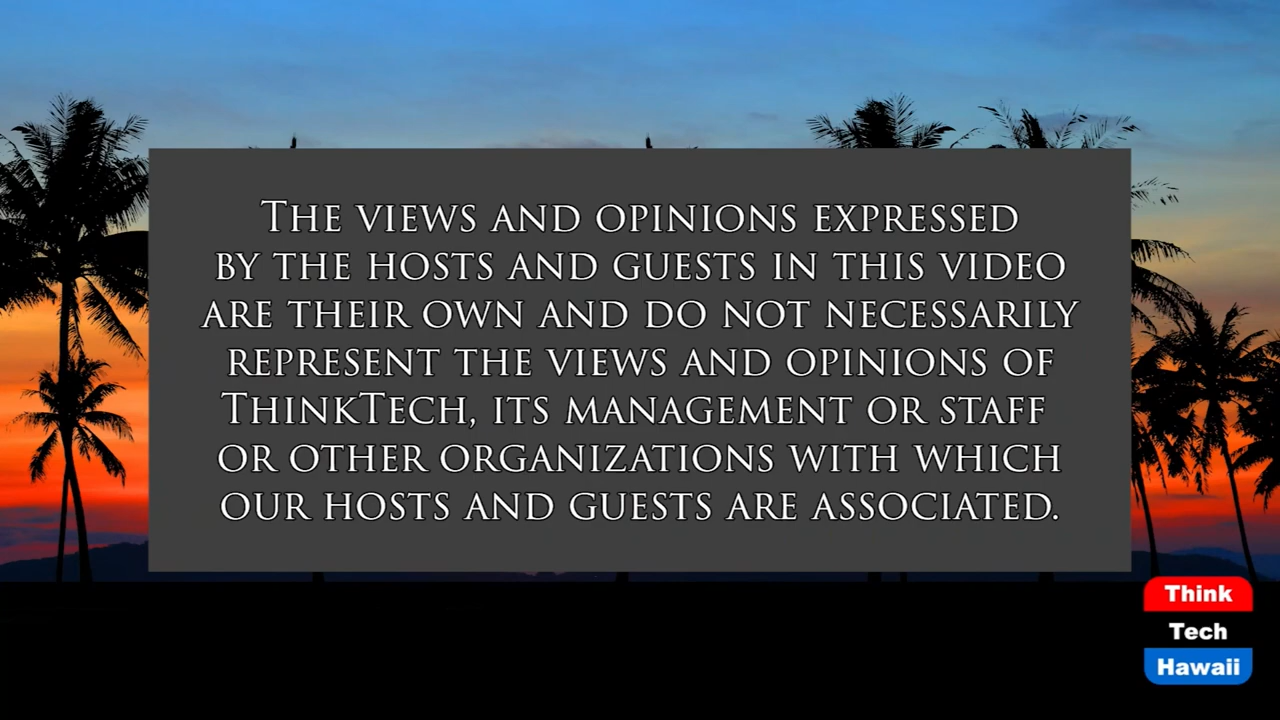 The views and opinions expressed
by the hosts and guests in this video
are their own and do not necessarily
represent the views and opinions of
ThinkTech, its management or staff
or other organizations with which
our hosts and guests are associated.
Think
Tech
Hawaii